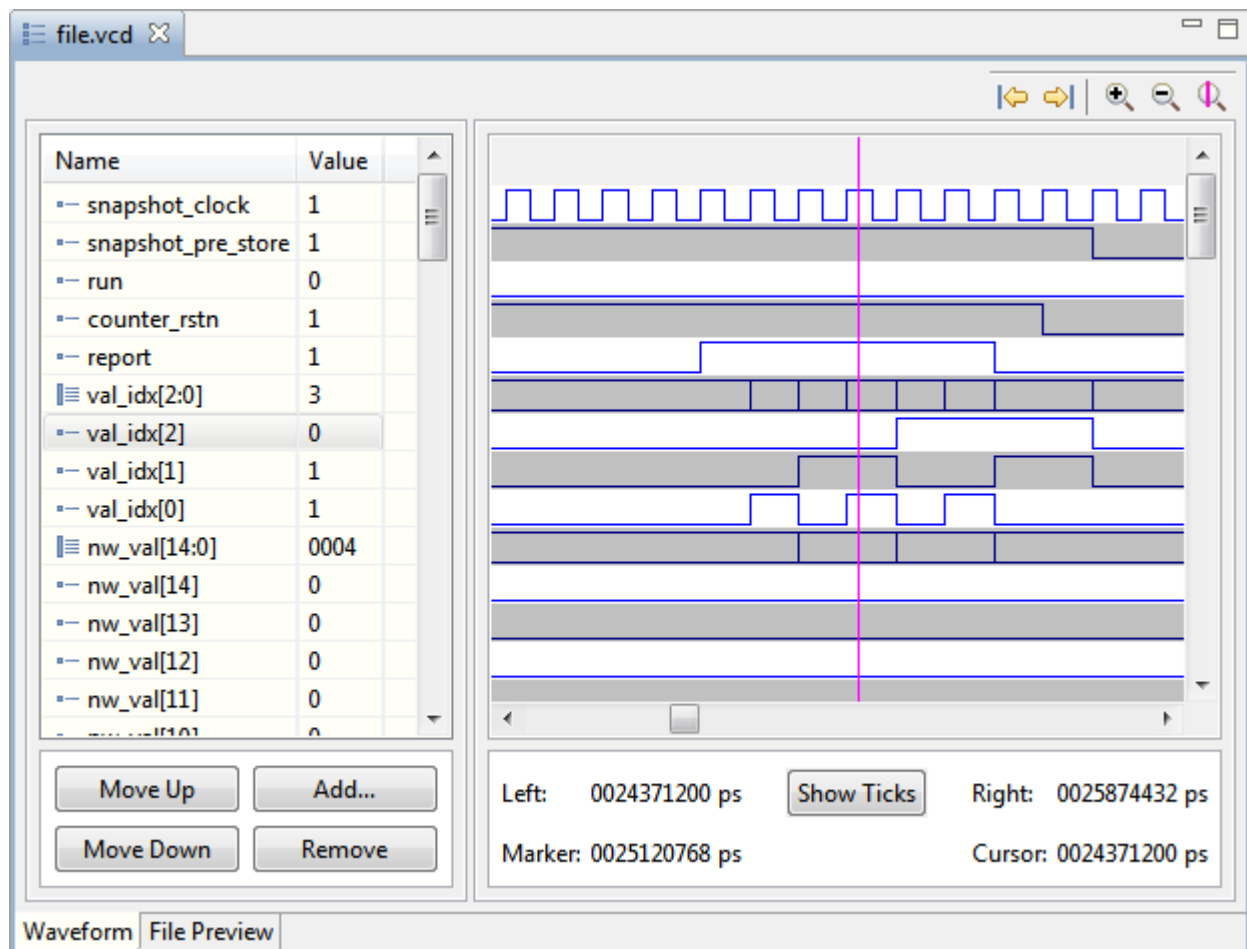 file.vcd
Name Value
snapshot_clock 1
snapshot_pre_store 1
run 0
counter_rstn 1
report 1
val_idx[2:0] 3
val_idx[2] 0
val_idx[1] 1
val_idx[0] 1
nw_val[14:0] 0004
nw_val[14] 0
nw_val[13] 0
nw_val[12] 0
nw_val[11] 0
Move Up Add...
Move Down Remove
Left: 0024371200 ps Show Ticks Right: 0025874432 ps
Marker: 0025120768 ps Cursor: 0024371200 ps
Waveform File Preview